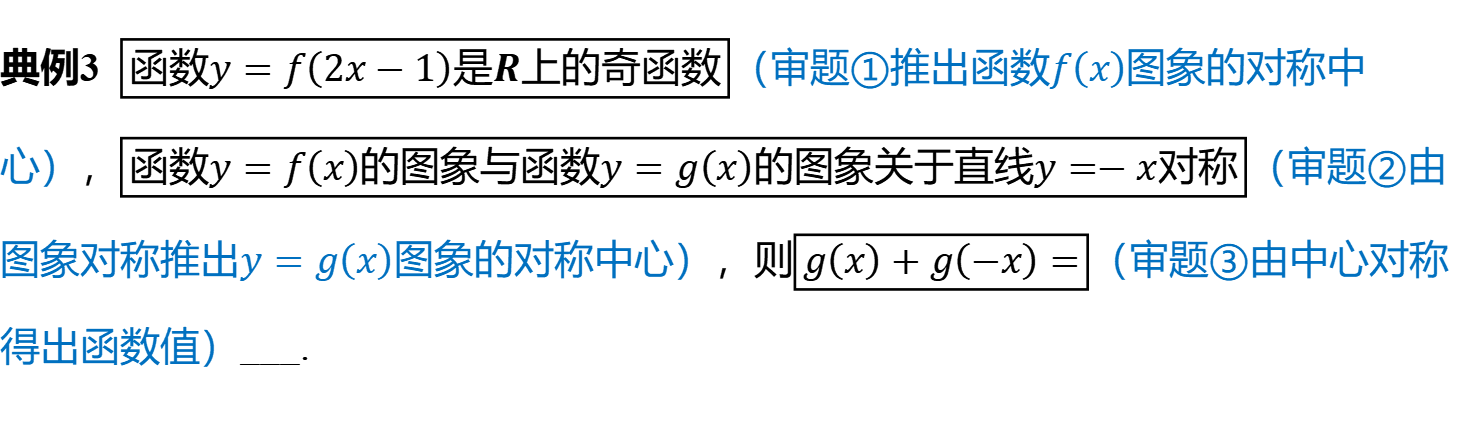 典例3 函数y = f(2x − 1)是R上的奇函数（审题①推出函数f(x)图象的对称中
心），函数y = f(x)的图象与函数y = g(x)的图象关于直线y =− x对称（审题②由
图象对称推出y = g(x)图象的对称中心），则g(x) + g(−x) =（审题③由中心对称
得出函数值）___.